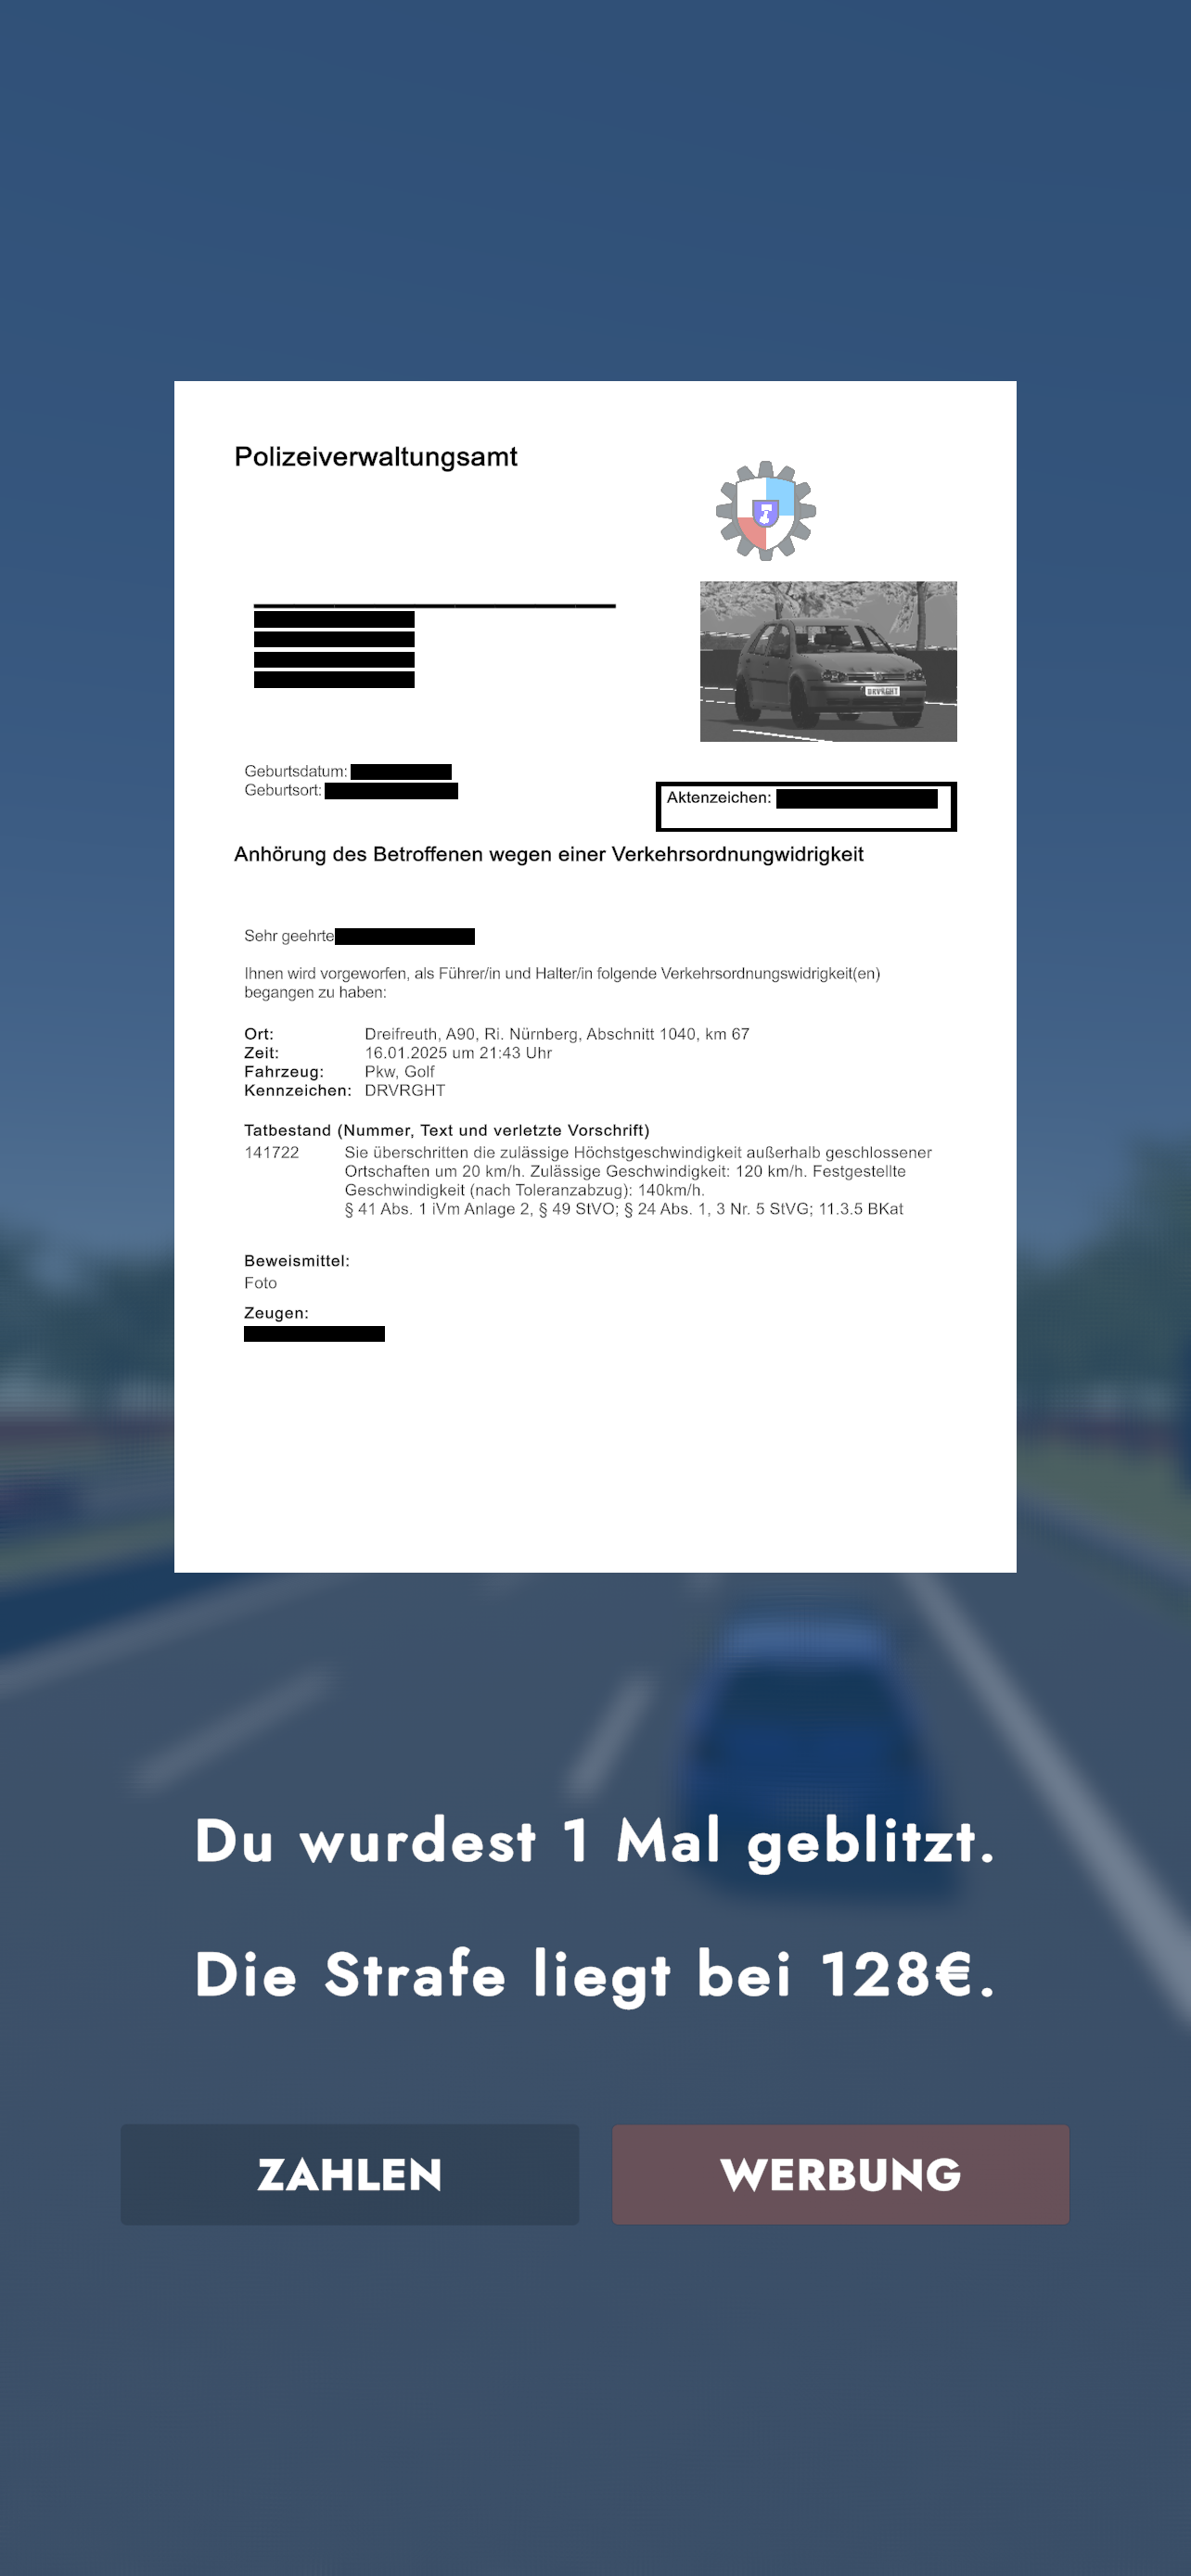 Polizeiverwaltungsamt
DRVRGHT
Geburtsdatum:
Geburtsort:
Aktenzeichen:
Anhörung des Betroffenen wegen einer Verkehrsordnungwidrigkeit
Sehr geehrte
Ihnen wird vorgeworfen, als Führer/in und Halter/in folgende Verkehrsordnungswidrigkeit(en)
begangen zu haben:
Ort: Dreifreuth, A90, Ri. Nürnberg, Abschnitt 1040, km 67
Zeit: 16.01.2025 um 21:43 Uhr
Fahrzeug: Pkw, Golf
Kennzeichen: DRVRGHT
Tatbestand (Nummer, Text und verletzte Vorschrift)
141722 Sie überschritten die zulässige Höchstgeschwindigkeit außerhalb geschlossener
Ortschaften um 20 km/h. Zulässige Geschwindigkeit: 120 km/h. Festgestellte
Geschwindigkeit (nach Toleranzabzug): 140km/h.
§ 41 Abs. 1 iVm Anlage 2, § 49 StVO; § 24 Abs. 1, 3 Nr. 5 StVG; 11.3.5 BKat
Beweismittel:
Foto
Zeugen:
Du wurdest 1 Mal geblitzt.
Die Strafe liegt bei 128€.
ZAHLEN
WERBUNG